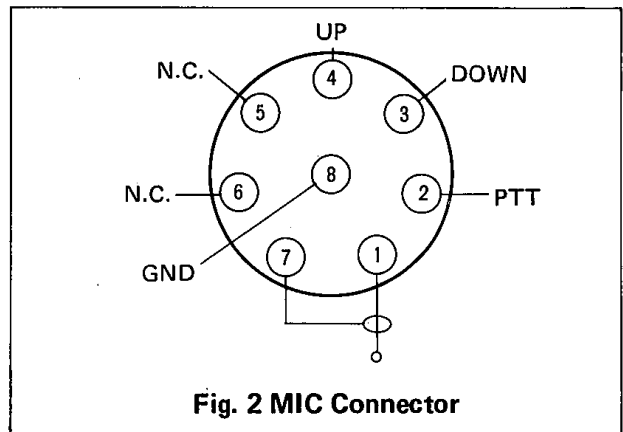 UP
N.C.
DOWN
4
5
3
8
N.C.
6
2
PTT
GND
7
1
Fig. 2 MIC Connector